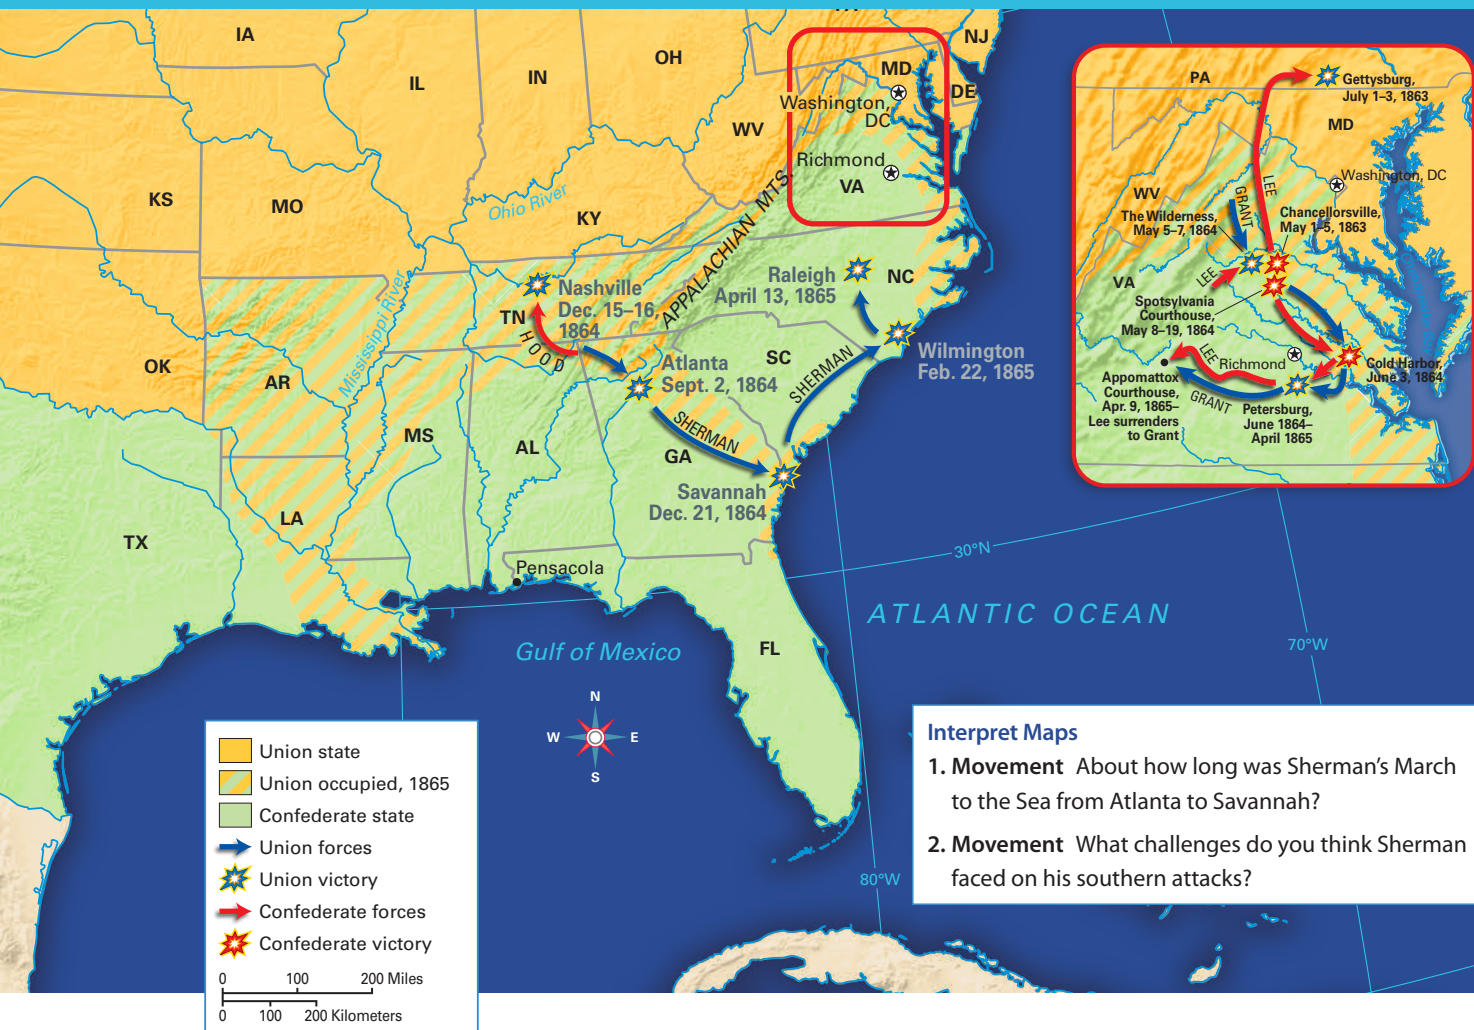 IA
IL
IN
OH
NJ
MD
DE
Washington,
DC
WV
Richmond
VA
KS
MO
Ohio River
KY
APPALACHIAN MTS.
Mississippi River
Nashville
Dec. 15–16,
1864
TN
HOOD
Raleigh
April 13, 1865
NC
OK
AR
Atlanta
Sept. 2, 1864
SC
SHERMAN
Wilmington
Feb. 22, 1865
MS
AL
GA
SHERMAN
Savannah
Dec. 21, 1864
LA
TX
Pensacola
Gulf of Mexico
FL
ATLANTIC OCEAN
30°N
70°W
80°W
N
W
E
S
PA
Gettysburg,
July 1–3, 1863
MD
Washington, DC
WV
GRANT
LEE
The Wilderness,
May 5–7, 1864
Chancellorsville,
May 1–5, 1863
VA
LEE
Spotsylvania
Courthouse,
May 8–19, 1864
LEE
Richmond
Cold Harbor,
June 3, 1864
Appomattox
Courthouse,
Apr. 9, 1865–
Lee surrenders
to Grant
GRANT
Petersburg,
June 1864–
April 1865
Union state
Union occupied, 1865
Confederate state
Union forces
Union victory
Confederate forces
Confederate victory
0 100 200 Miles
0 100 200 Kilometers
Interpret Maps
1. Movement About how long was Sherman's March
to the Sea from Atlanta to Savannah?
2. Movement What challenges do you think Sherman
faced on his southern attacks?